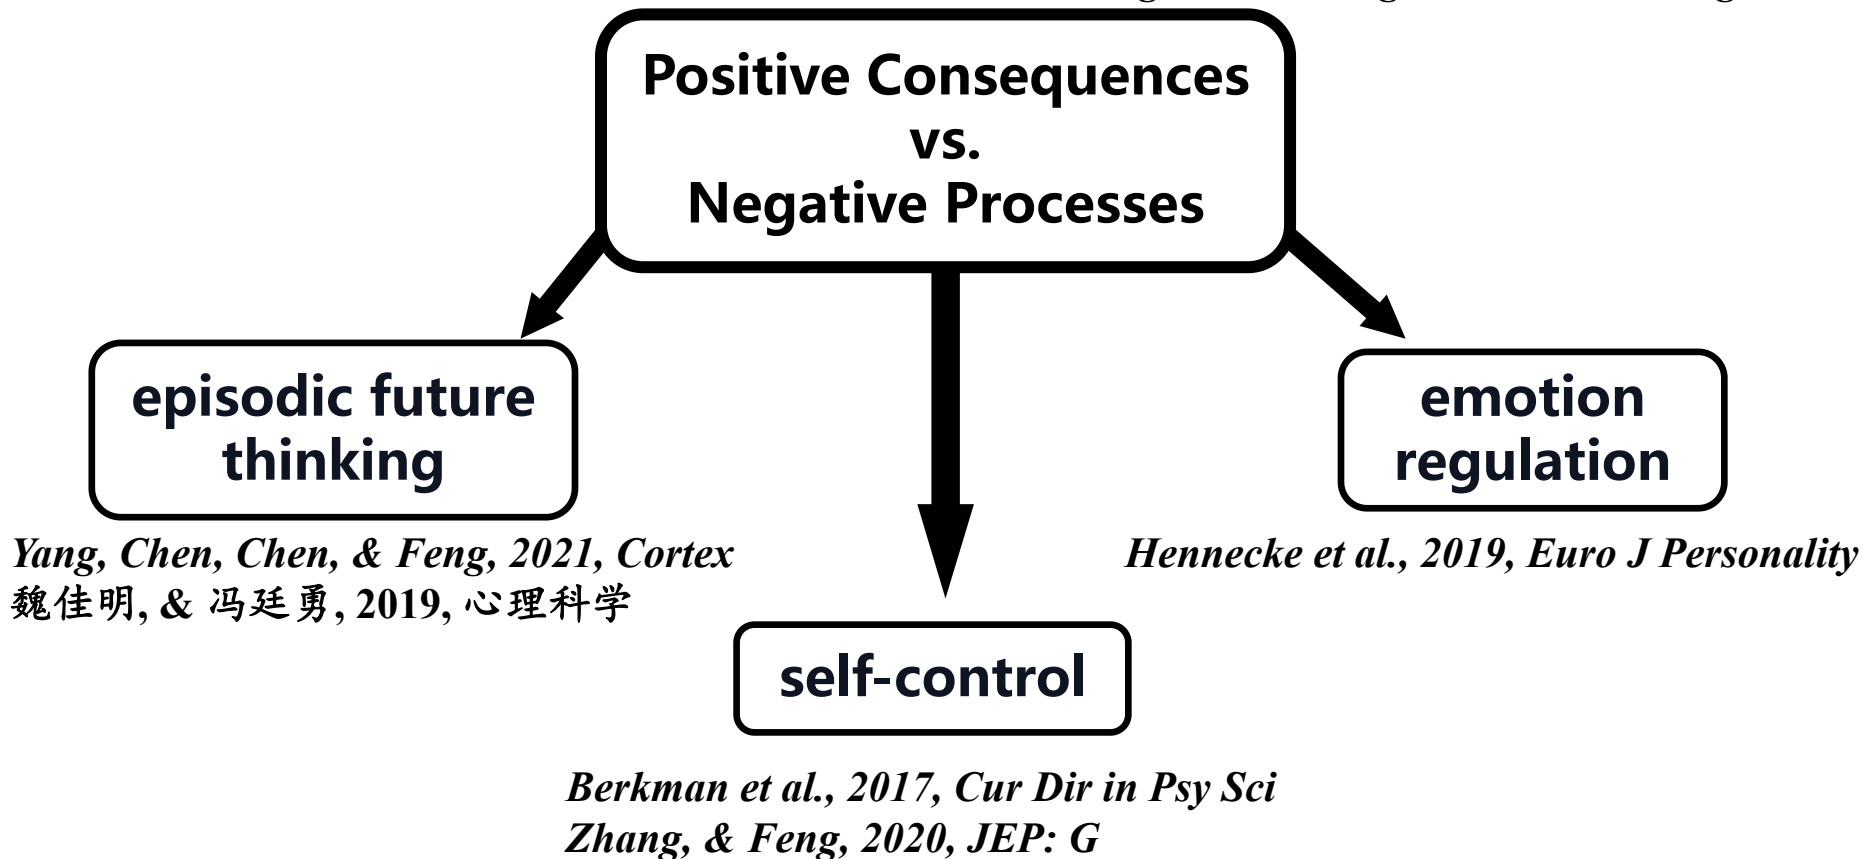 Positive Consequences
vs.
Negative Processes
episodic future
thinking
emotion
regulation
Yang, Chen, Chen, & Feng, 2021, Cortex
魏佳明, & 冯廷勇, 2019, 心理科学
Hennecke et al., 2019, Euro J Personality
self-control
Berkman et al., 2017, Cur Dir in Psy Sci
Zhang, & Feng, 2020, JEP: G